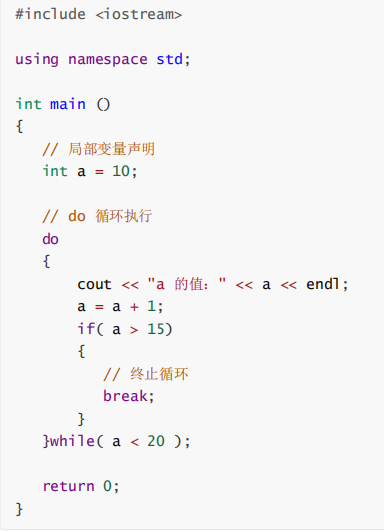 #include <iostream>
using namespace std;
int main ()
{
// 局部变量声明
int a = 10;
// do 循环执行
do
{
cout << "a 的值：" << a << endl;
a = a + 1;
if( a > 15)
{
// 终止循环
break;
}
}while( a < 20 );
return 0;
}